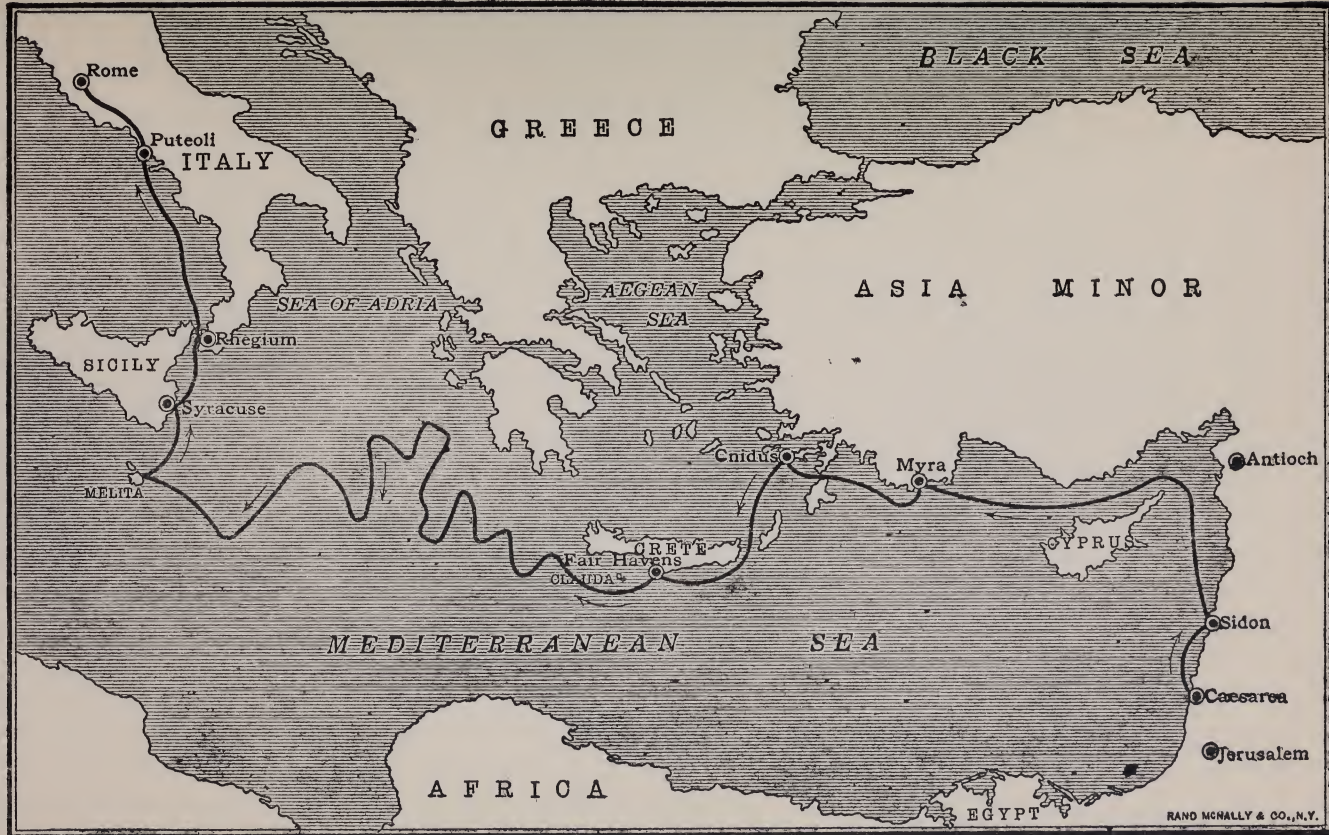 BLACK SEA
Rome
GREECE
Puteoli
ITALY
ASIA MINOR
AEGEAN
SEA
SEA OF ADRIA
Rhegium
SICILY
Syracuse
Cnidus
Myra
Antioch
MELITA
CYPRUS
CRETE
Fair Havens
CLAUDA
Sidon
MEDITERRANEAN SEA
Caesarea
Jerusalem
AFRICA
EGYPT
RAND MCNALLY & CO., N.Y.